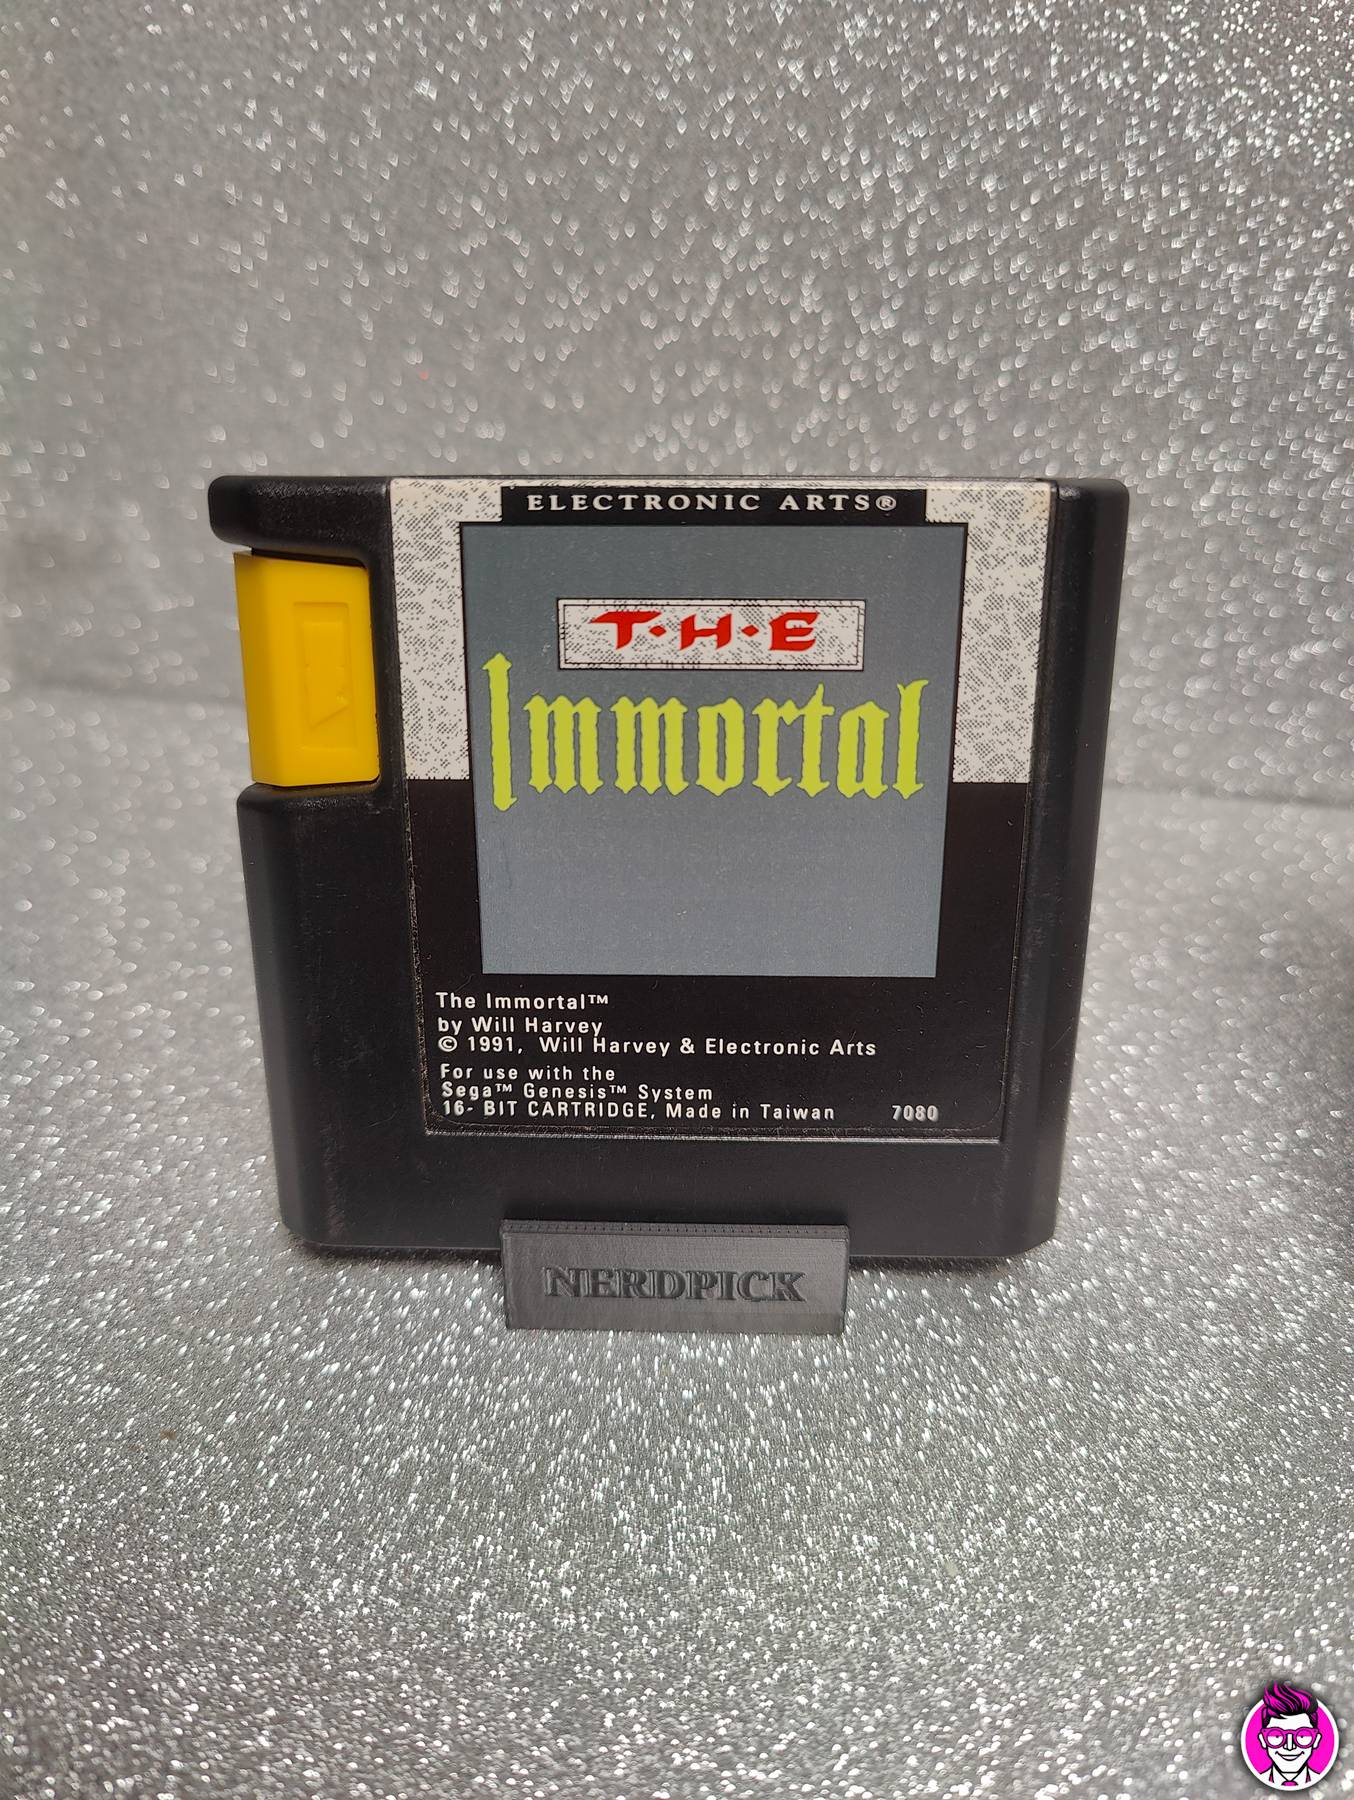 ELECTRONIC ARTS®
T·H·E
Immortal
The Immortal™
by Will Harvey
© 1991, Will Harvey & Electronic Arts
For use with the
Sega™ Genesis™ System
16- BIT CARTRIDGE, Made in Taiwan 7080
NERDPICK